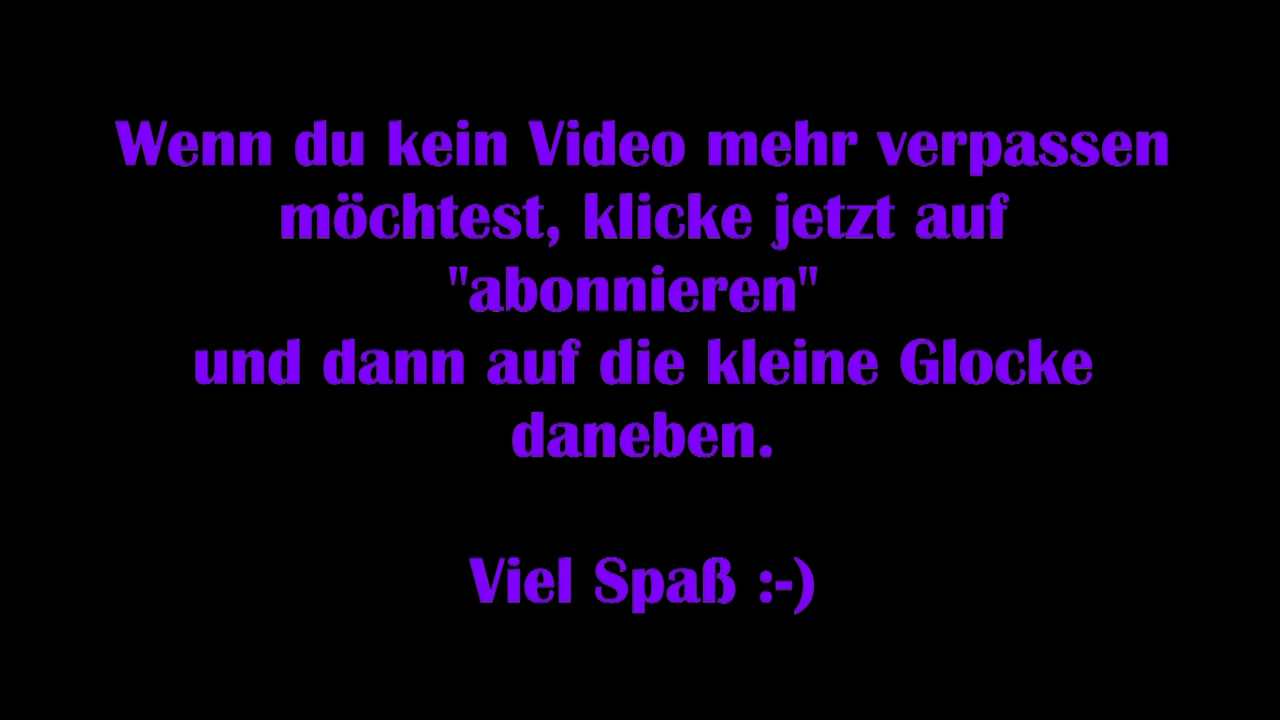 Wenn du kein Video mehr verpassen
möchtest, klicke jetzt auf
"abonnieren"
und dann auf die kleine Glocke
daneben.
Viel Spaß :-)